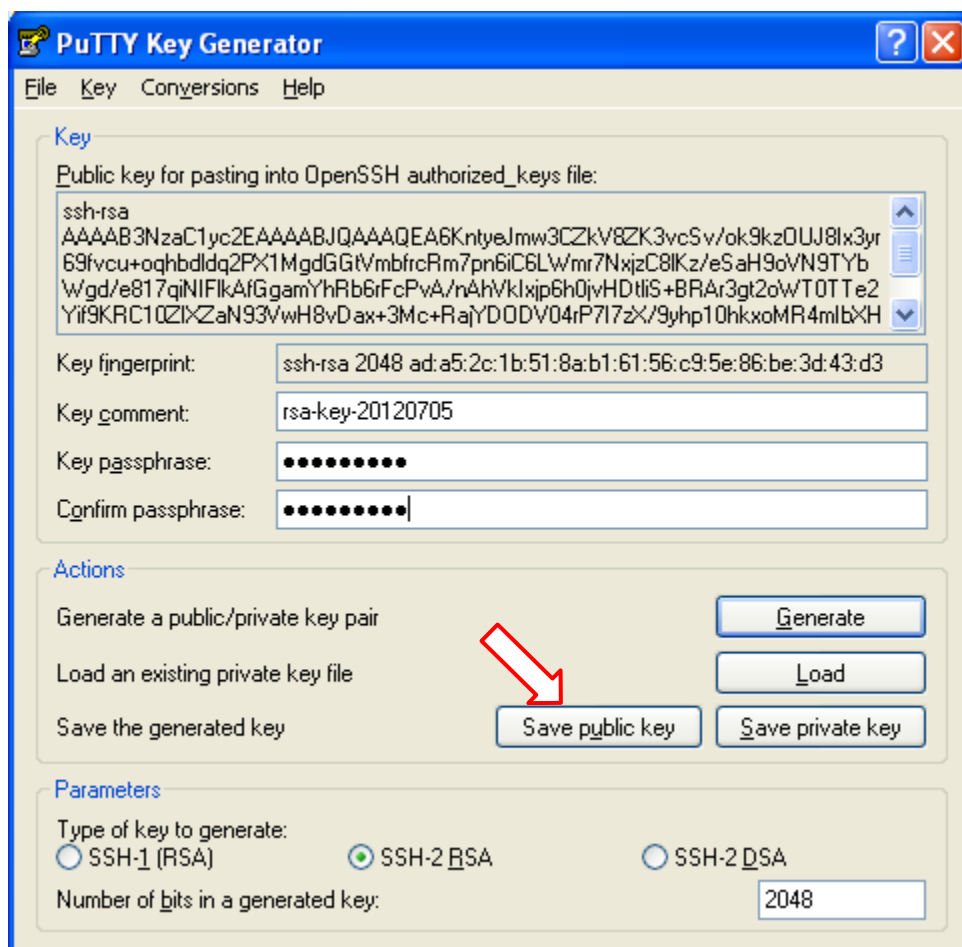 PuTTY Key Generator
File Key Conversions Help
Key
Public key for pasting into OpenSSH authorized_keys file:
ssh-rsa
AAAAB3NzaC1yc2EAAAABJQAAAQEA6KntyeJmw3CZkV8ZK3vcSv/ok9kzOUJ8Ix3yr
69fvcu+oqhbdldq2PX1MgdGGtVmbfrcRm7pn6iC6LWmr7NxjzC8lKz/eSaH9oVN9TYb
Wgd/e817qiNIFlkAfGgamYhRb6rFcPvA/nAhVkIxjp6h0jvHDtliS+BRAr3gt2oWT0TTe2
Yif9KRC10ZlXZaN93VwH8vDax+3Mc+RajYDODV04rP7I7zX/9yhp10hkxoMR4mIbXH
Key fingerprint: ssh-rsa 2048 ad:a5:2c:1b:51:8a:b1:61:56:c9:5e:86:be:3d:43:d3
Key comment: rsa-key-20120705
Key passphrase: ●●●●●●●●●
Confirm passphrase: ●●●●●●●●●
Actions
Generate a public/private key pair Generate
Load an existing private key file Load
Save the generated key Save public key Save private key
Parameters
Type of key to generate:
SSH-1 (RSA) SSH-2 RSA SSH-2 DSA
Number of bits in a generated key: 2048